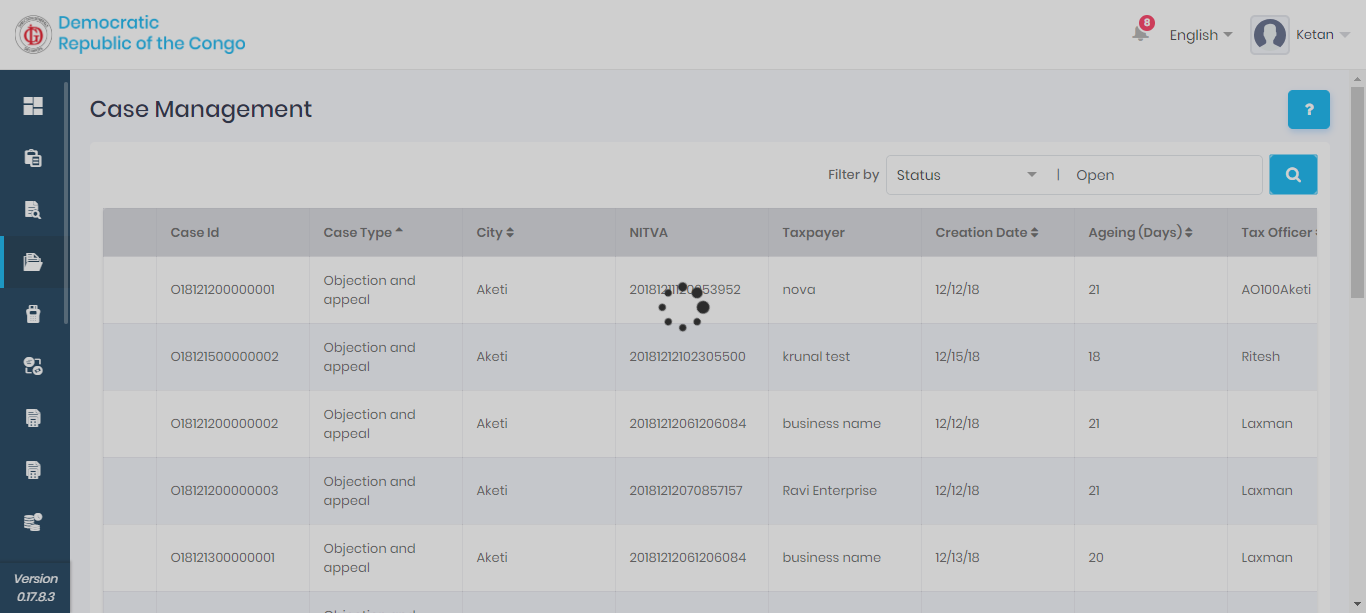 Democratic
Republic of the Congo
8
English
Ketan
Case Management
?
Filter by
Status
|
Open
Case Id
Case Type
City
NITVA
Taxpayer
Creation Date
Ageing (Days)
Tax Officer
O18121200000001
Objection and
appeal
Aketi
nova
12/12/18
21
AO100Aketi
O18121500000002
Objection and
appeal
Aketi
20181212102305500
krunal test
12/15/18
18
Ritesh
O18121200000002
Objection and
appeal
Aketi
20181212061206084
business name
12/12/18
21
Laxman
O18121200000003
Objection and
appeal
Aketi
20181212070857157
Ravi Enterprise
12/12/18
21
Laxman
O18121300000001
Objection and
appeal
Aketi
20181212061206084
business name
12/13/18
20
Laxman
Version
0.17.8.3